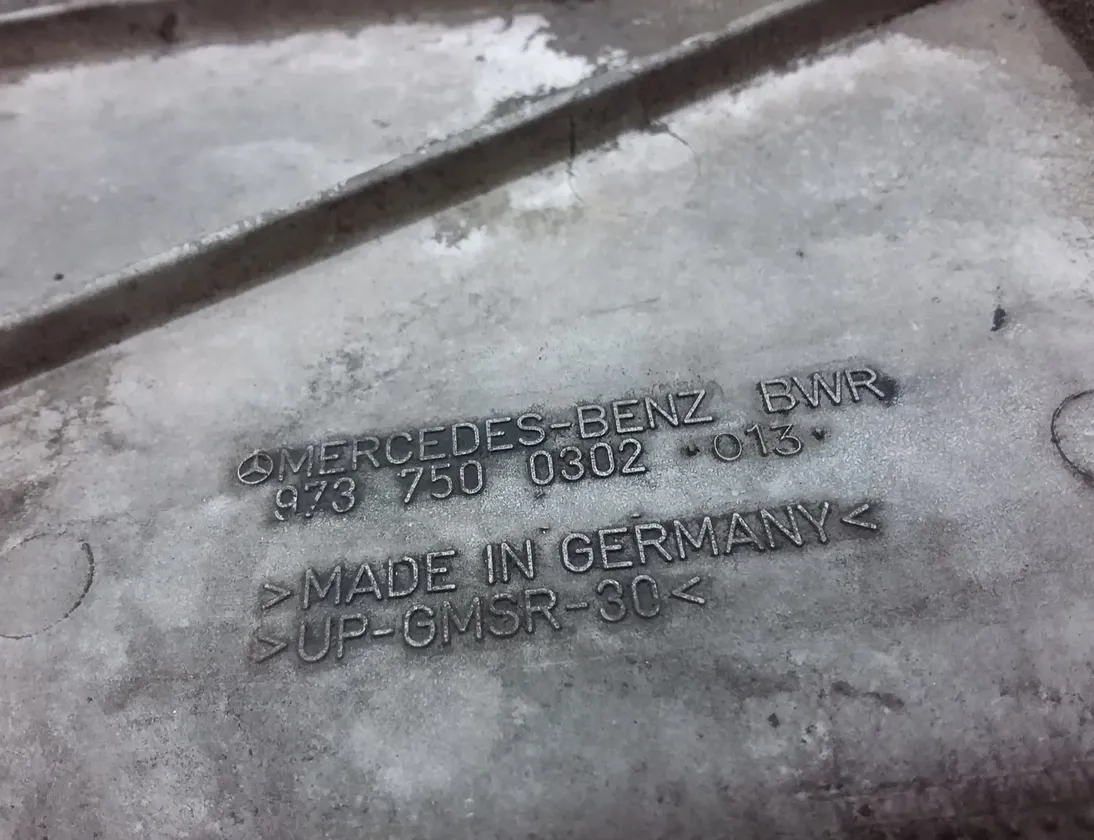 MERCEDES-BENZ BWR
973 750 0302 •013•
>MADE IN GERMANY<
>UP-GMSR-30<